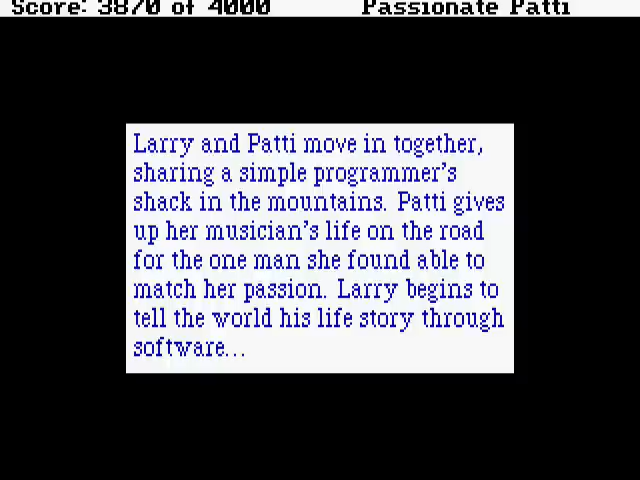 Score: 3870 of 4000 Passionate Patti
Larry and Patti move in together,
sharing a simple programmer's
shack in the mountains. Patti gives
up her musician's life on the road
for the one man she found able to
match her passion. Larry begins to
tell the world his life story through
software...